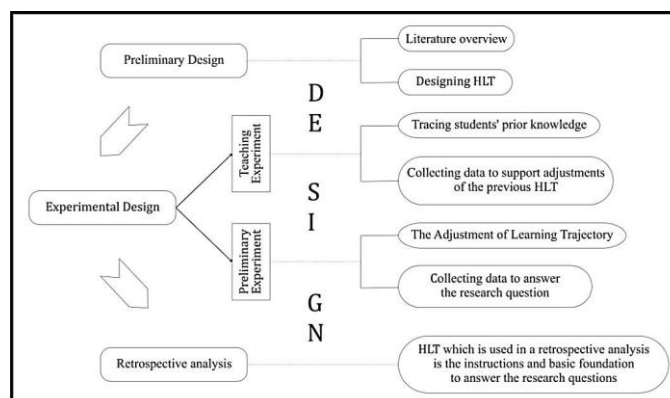 Preliminary Design
Literature overview
Designing HLT
DE
SI
GN
Experimental Design
Teaching
Experiment
Tracing students' prior knowledge
Collecting data to support adjustments
of the previous HLT
Preliminary
Experiment
The Adjustment of Learning Trajectory
Collecting data to answer
the research question
Retrospective analysis
HLT which is used in a retrospective analysis
is the instructions and basic foundation
to answer the research questions